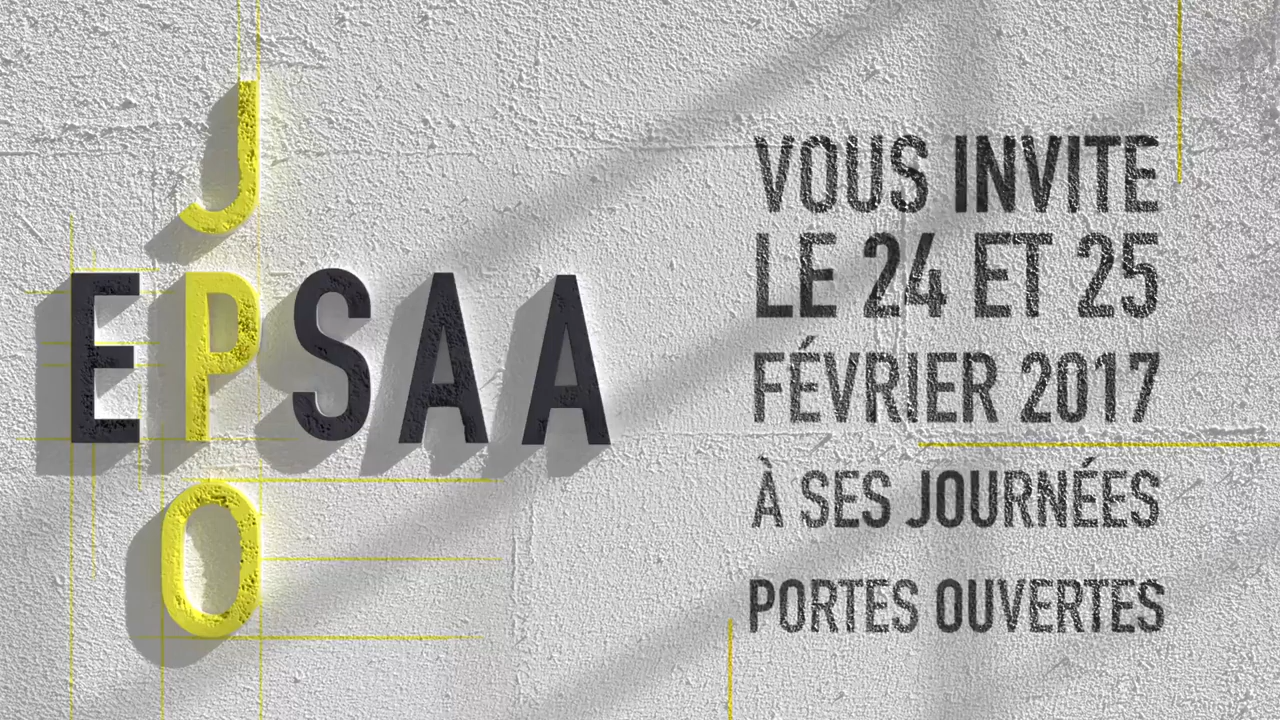 J
EPSAA
O
VOUS INVITE
LE 24 ET 25
FÉVRIER 2017
À SES JOURNÉES
PORTES OUVERTES